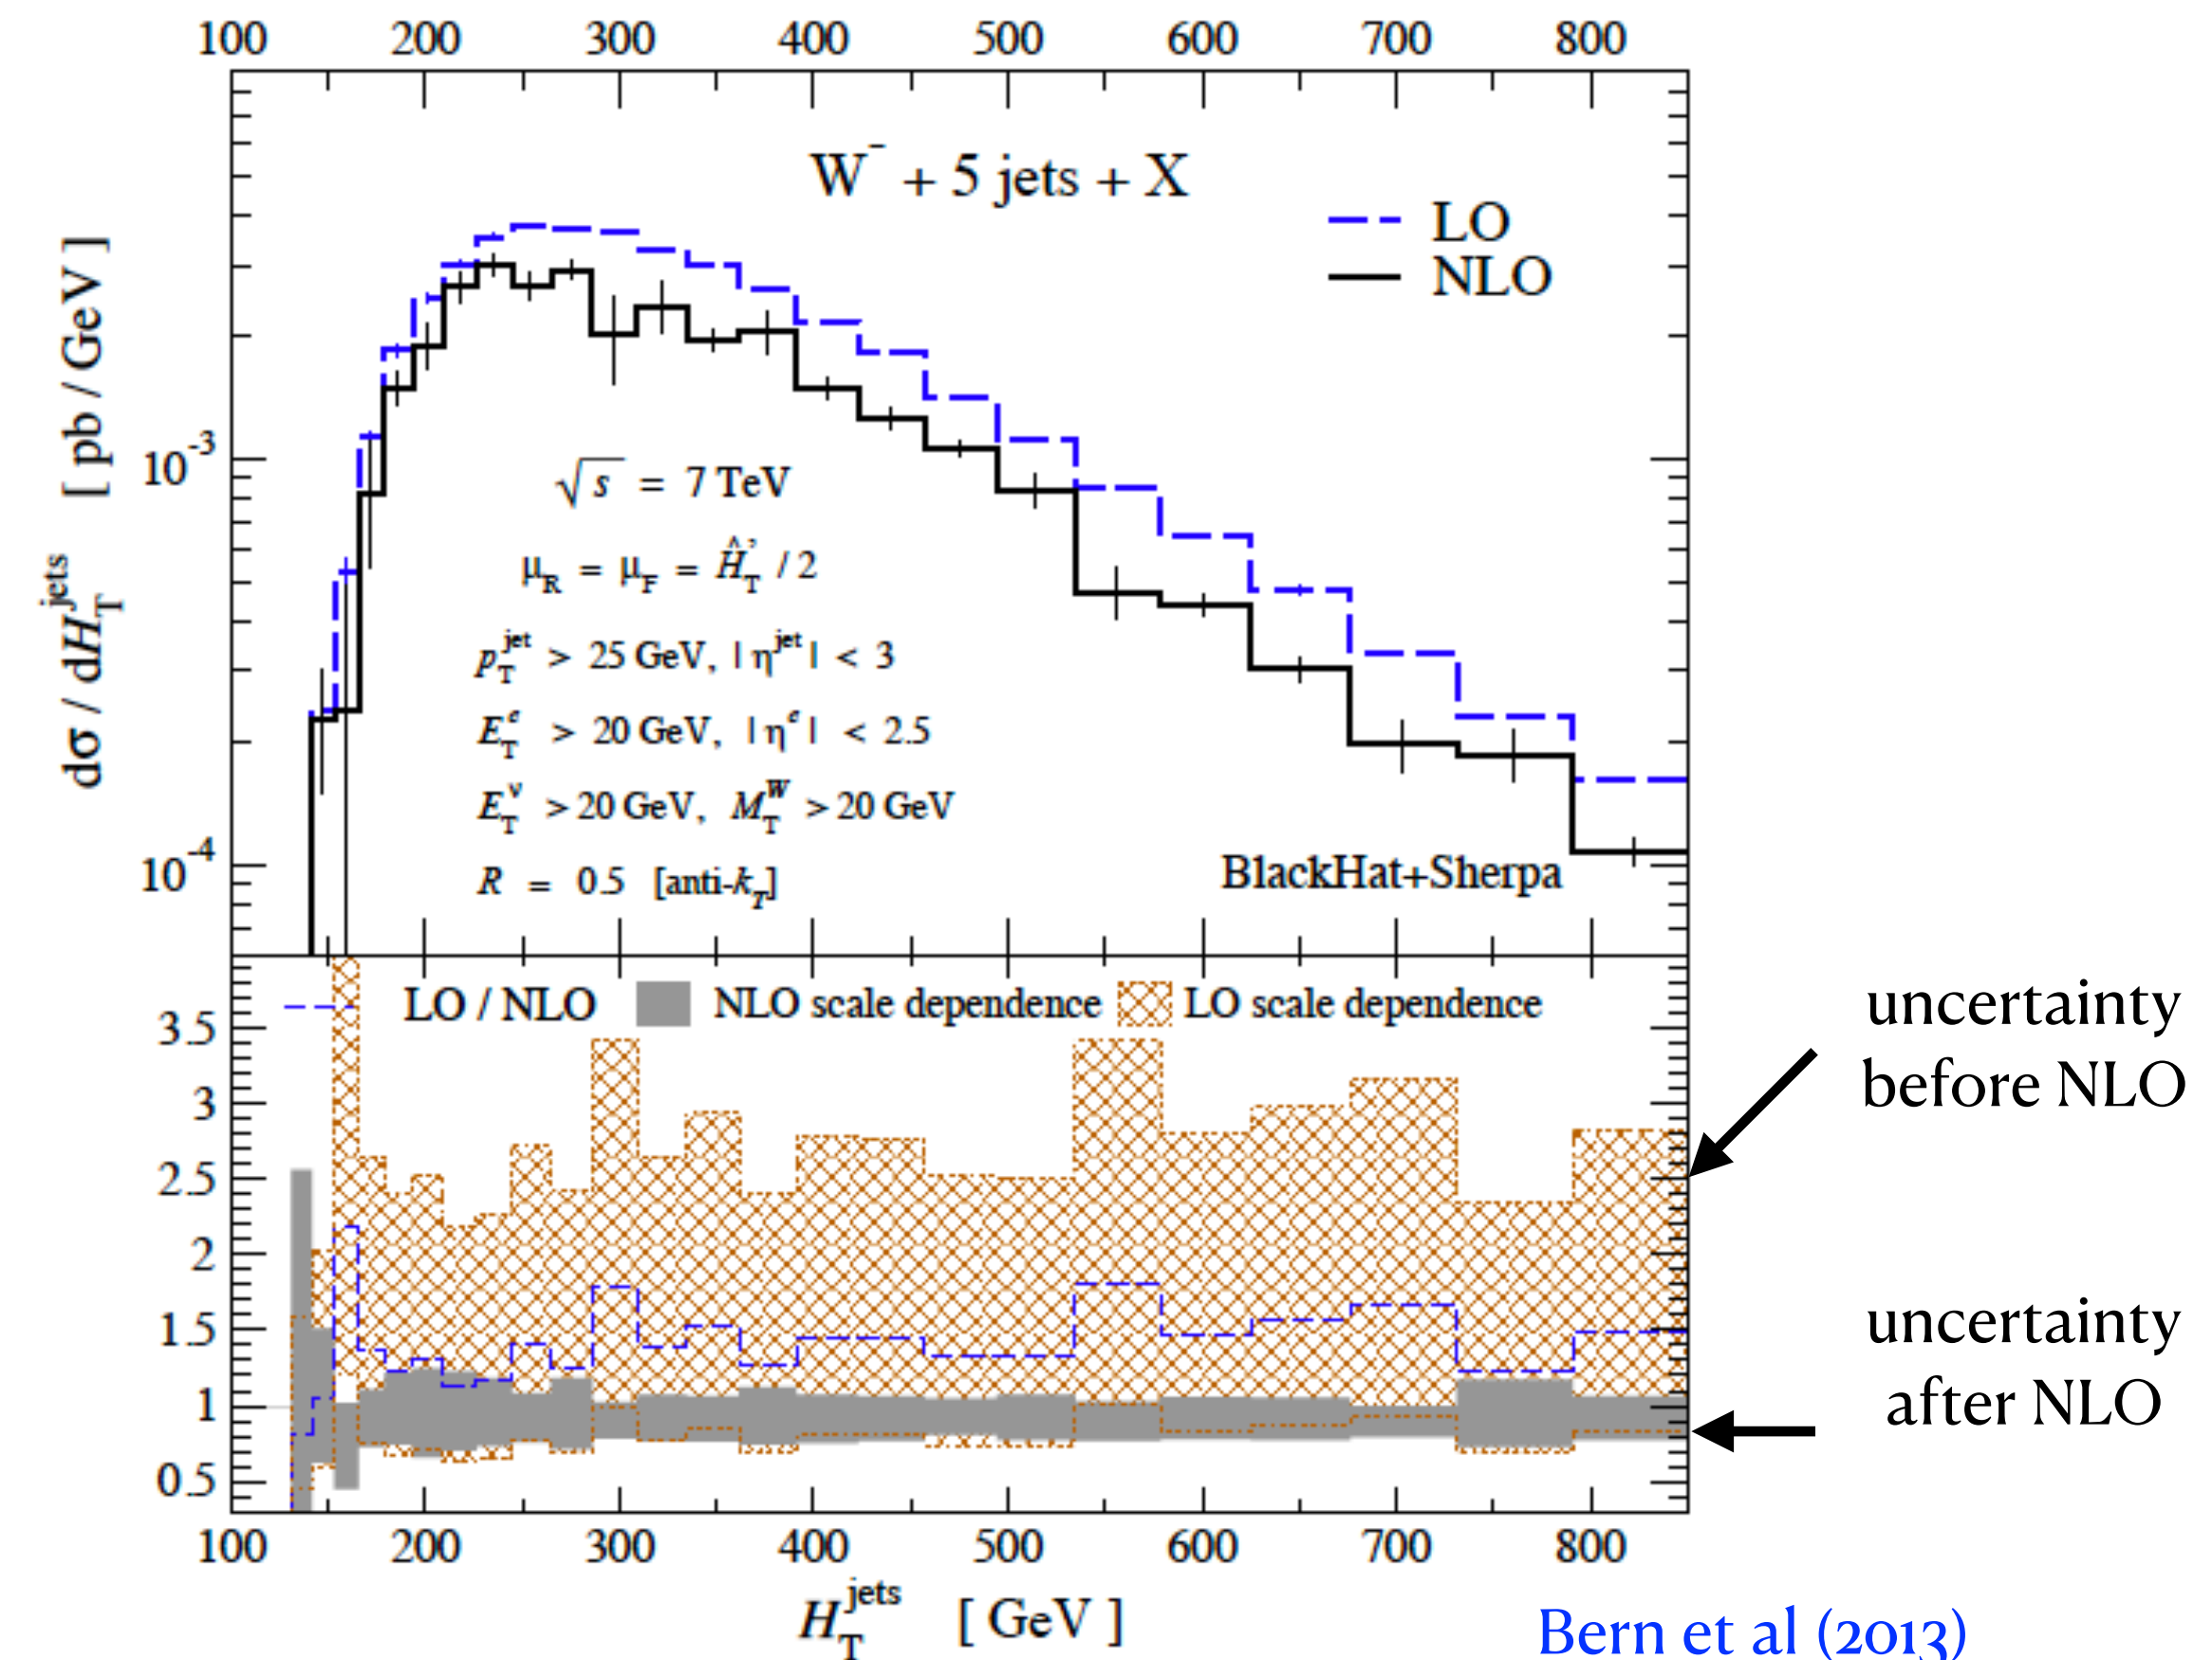 100 200 300 400 500 600 700 800
W⁻ + 5 jets + X
LO
NLO
dσ / dH_T^jets [ pb / GeV ]
10⁻³
10⁻⁴
√s = 7 TeV
μ_R = μ_F = Ĥ_T' / 2
p_T^jet > 25 GeV, | η^jet | < 3
E_T^e > 20 GeV, | η^e | < 2.5
E_T^ν > 20 GeV, M_T^W > 20 GeV
R = 0.5 [anti-k_T]
BlackHat+Sherpa
LO / NLO NLO scale dependence LO scale dependence
3.5
3
2.5
2
1.5
1
0.5
uncertainty
before NLO
uncertainty
after NLO
100 200 300 400 500 600 700 800
H_T^jets [ GeV ]
Bern et al (2013)